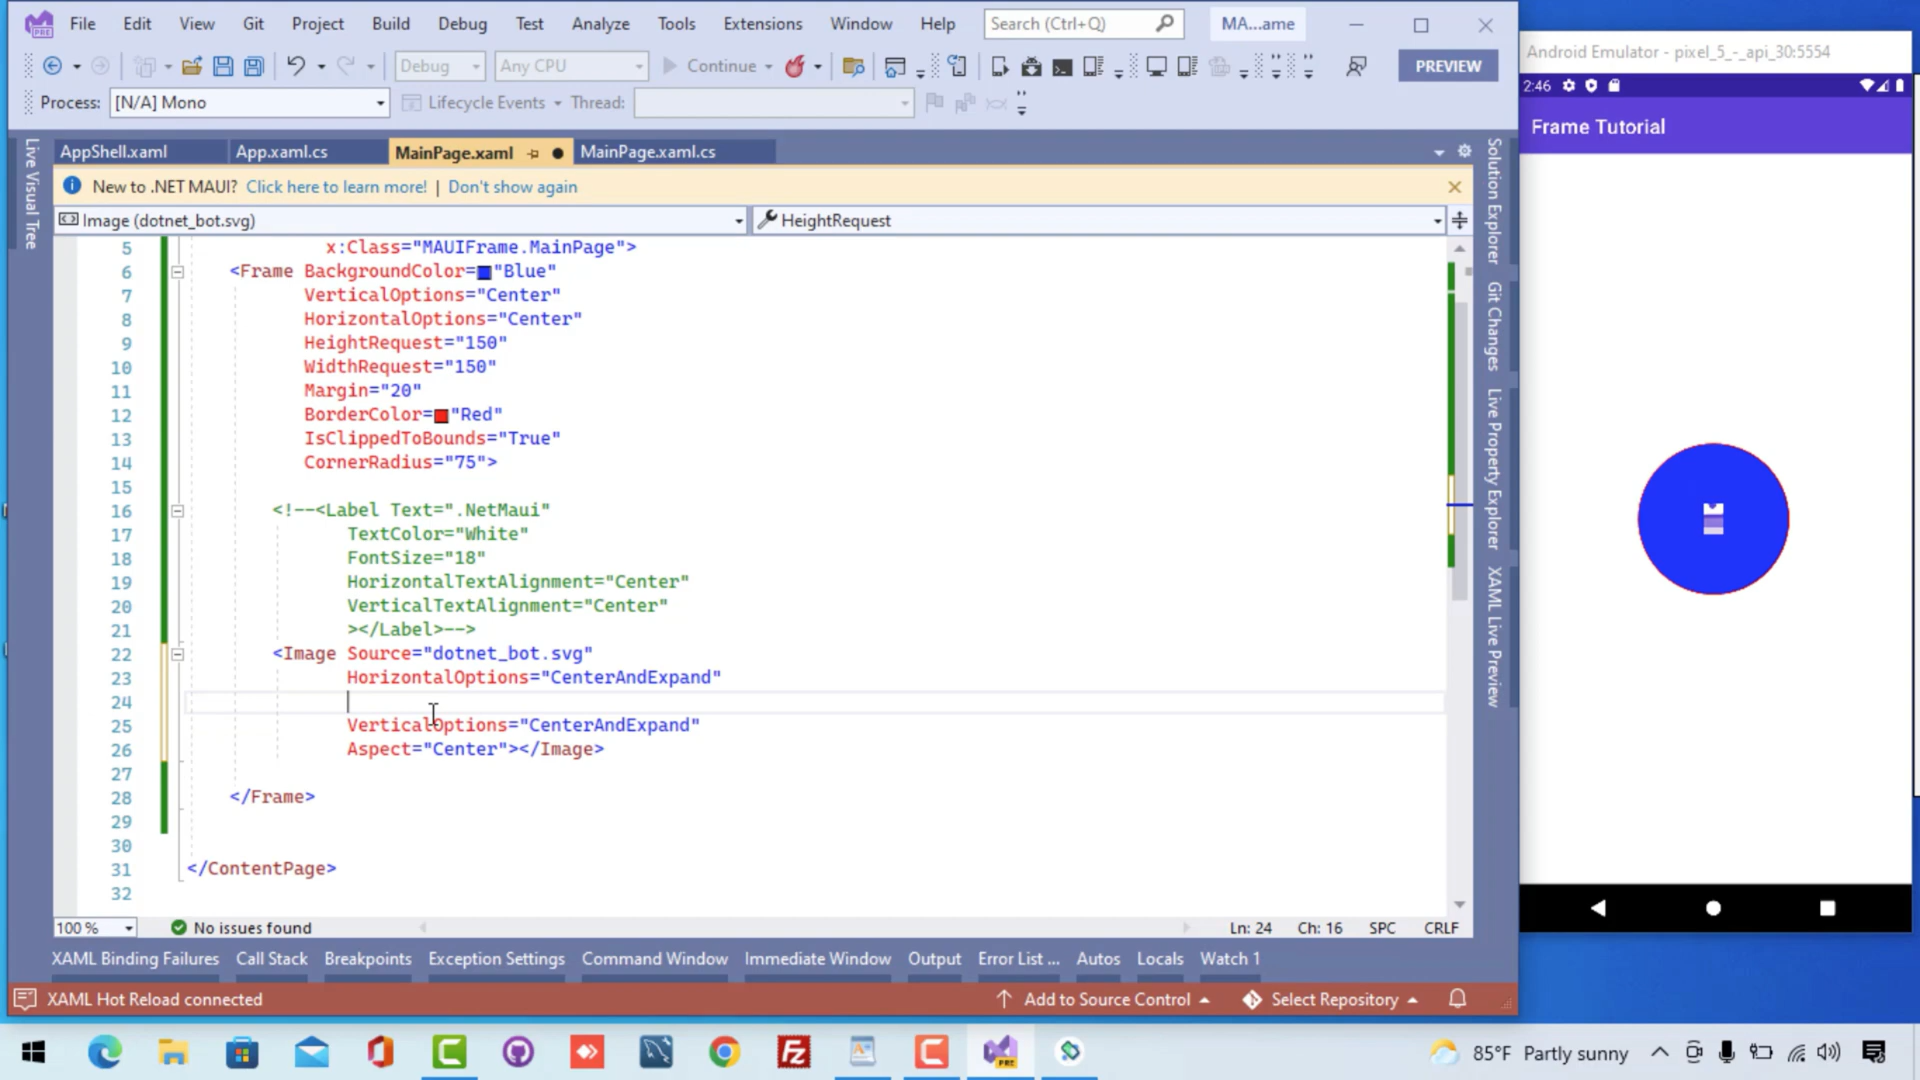 File Edit View Git Project Build Debug Test Analyze Tools Extensions Window Help Search (Ctrl+Q) MA...ame
Debug Any CPU Continue PREVIEW
Process: [N/A] Mono Lifecycle Events Thread:
AppShell.xaml App.xaml.cs MainPage.xaml MainPage.xaml.cs
New to .NET MAUI? Click here to learn more! | Don't show again
Image (dotnet_bot.svg) HeightRequest
5 x:Class="MAUIFrame.MainPage">
6 <Frame BackgroundColor="Blue"
7 VerticalOptions="Center"
8 HorizontalOptions="Center"
9 HeightRequest="150"
10 WidthRequest="150"
11 Margin="20"
12 BorderColor="Red"
13 IsClippedToBounds="True"
14 CornerRadius="75">
15
16 <!--<Label Text=".NetMaui"
17 TextColor="White"
18 FontSize="18"
19 HorizontalTextAlignment="Center"
20 VerticalTextAlignment="Center"
21 ></Label>-->
22 <Image Source="dotnet_bot.svg"
23 HorizontalOptions="CenterAndExpand"
24
25 VerticalOptions="CenterAndExpand"
26 Aspect="Center"></Image>
27
28 </Frame>
29
30
31 </ContentPage>
32
100 % No issues found Ln: 24 Ch: 16 SPC CRLF
XAML Binding Failures Call Stack Breakpoints Exception Settings Command Window Immediate Window Output Error List ... Autos Locals Watch 1
XAML Hot Reload connected Add to Source Control Select Repository
Live Visual Tree
Solution Explorer
Git Changes
Live Property Explorer
XAML Live Preview
Android Emulator - pixel_5_-_api_30:5554
2:46
Frame Tutorial
85°F Partly sunny